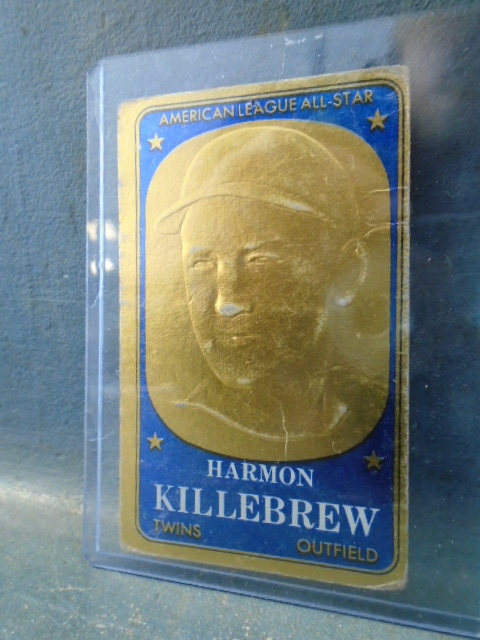 AMERICAN LEAGUE ALL-STAR
HARMON
KILLEBREW
TWINS
OUTFIELD